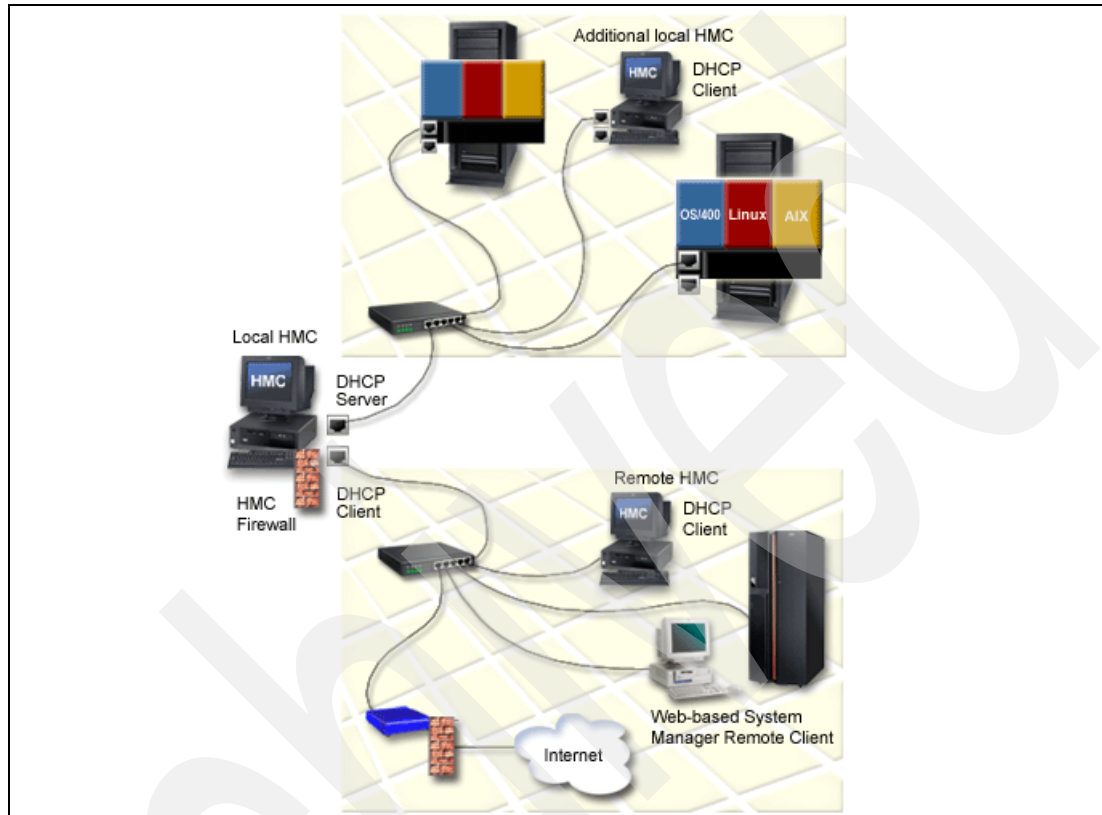 Additional local HMC
HMC
DHCP
Client
OS/400 Linux AIX
Local HMC
HMC
DHCP
Server
HMC
Firewall
DHCP
Client
Remote HMC
HMC
DHCP
Client
Web-based System
Manager Remote Client
Internet